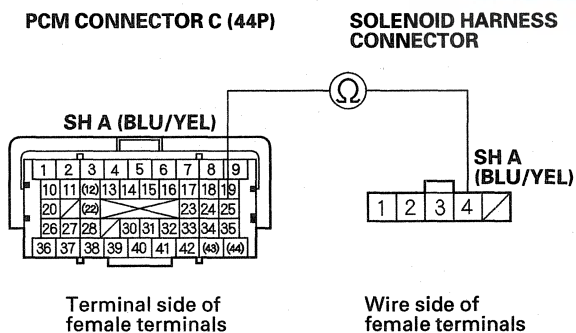 PCM CONNECTOR C (44P)
SOLENOID HARNESS
CONNECTOR
Ω
SH A (BLU/YEL)
1 2 3 4 5 6 7 8 9
10 11 (12) 13 14 15 16 17 18 19
20 (22) 23 24 25
26 27 28 30 31 32 33 34 35
36 37 38 39 40 41 42 (43) (44)
SH A
(BLU/YEL)
1 2 3 4
Terminal side of
female terminals
Wire side of
female terminals